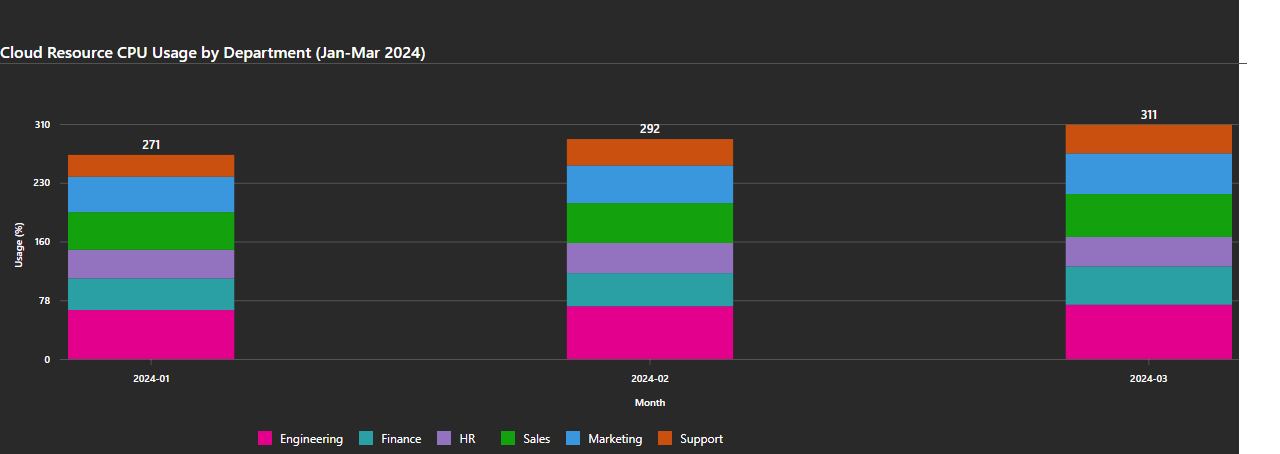 Cloud Resource CPU Usage by Department (Jan-Mar 2024)
310
230
160
78
0
Usage (%)
271
292
311
2024-01
2024-02
2024-03
Month
Engineering Finance HR Sales Marketing Support